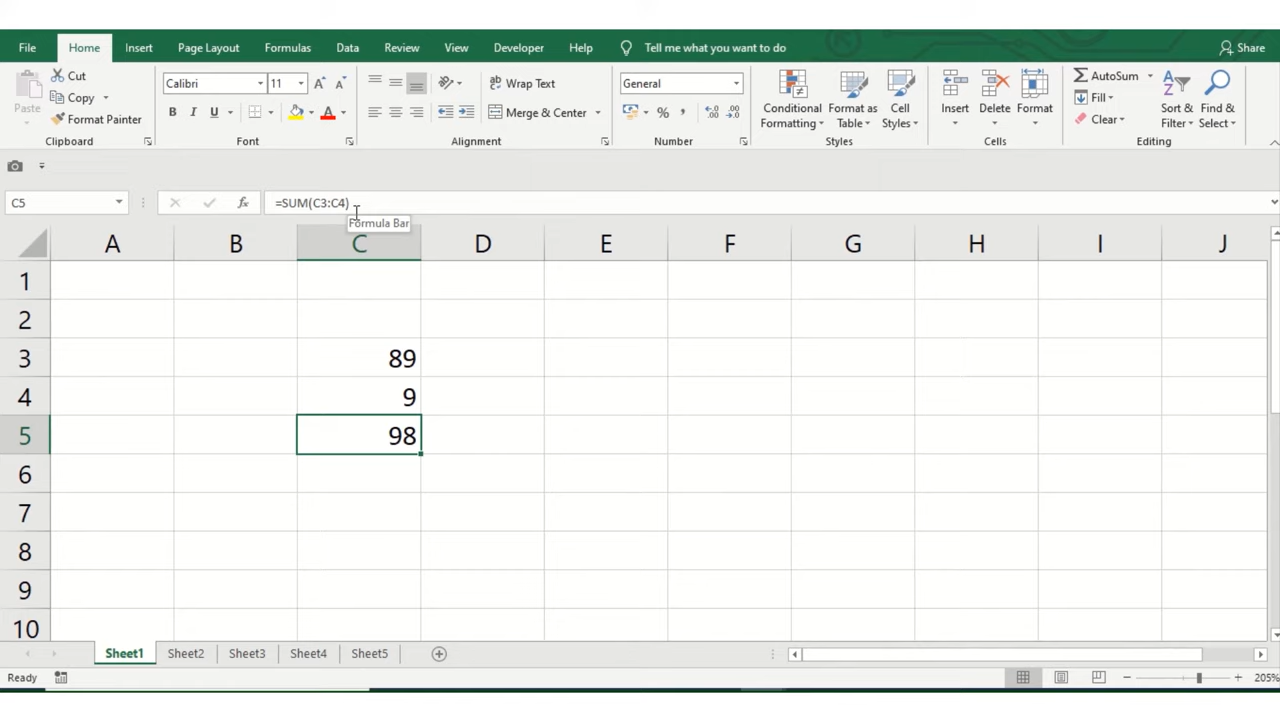 File Home Insert Page Layout Formulas Data Review View Developer Help Tell me what you want to do Share
Paste Cut
Copy
Format Painter
Clipboard
Calibri 11 A A
B I U A
Font
ab Wrap Text
Merge & Center
Alignment
General
% , .00 .00
Number
Conditional Formatting
Format as Table
Cell Styles
Styles
Insert Delete Format
Cells
AutoSum
Fill
Clear
Sort & Filter
Find & Select
Editing
C5 fx =SUM(C3:C4)
Formula Bar
A B C D E F G H I J
1
2
3 89
4 9
5 98
6
7
8
9
10
Sheet1 Sheet2 Sheet3 Sheet4 Sheet5
Ready 205%